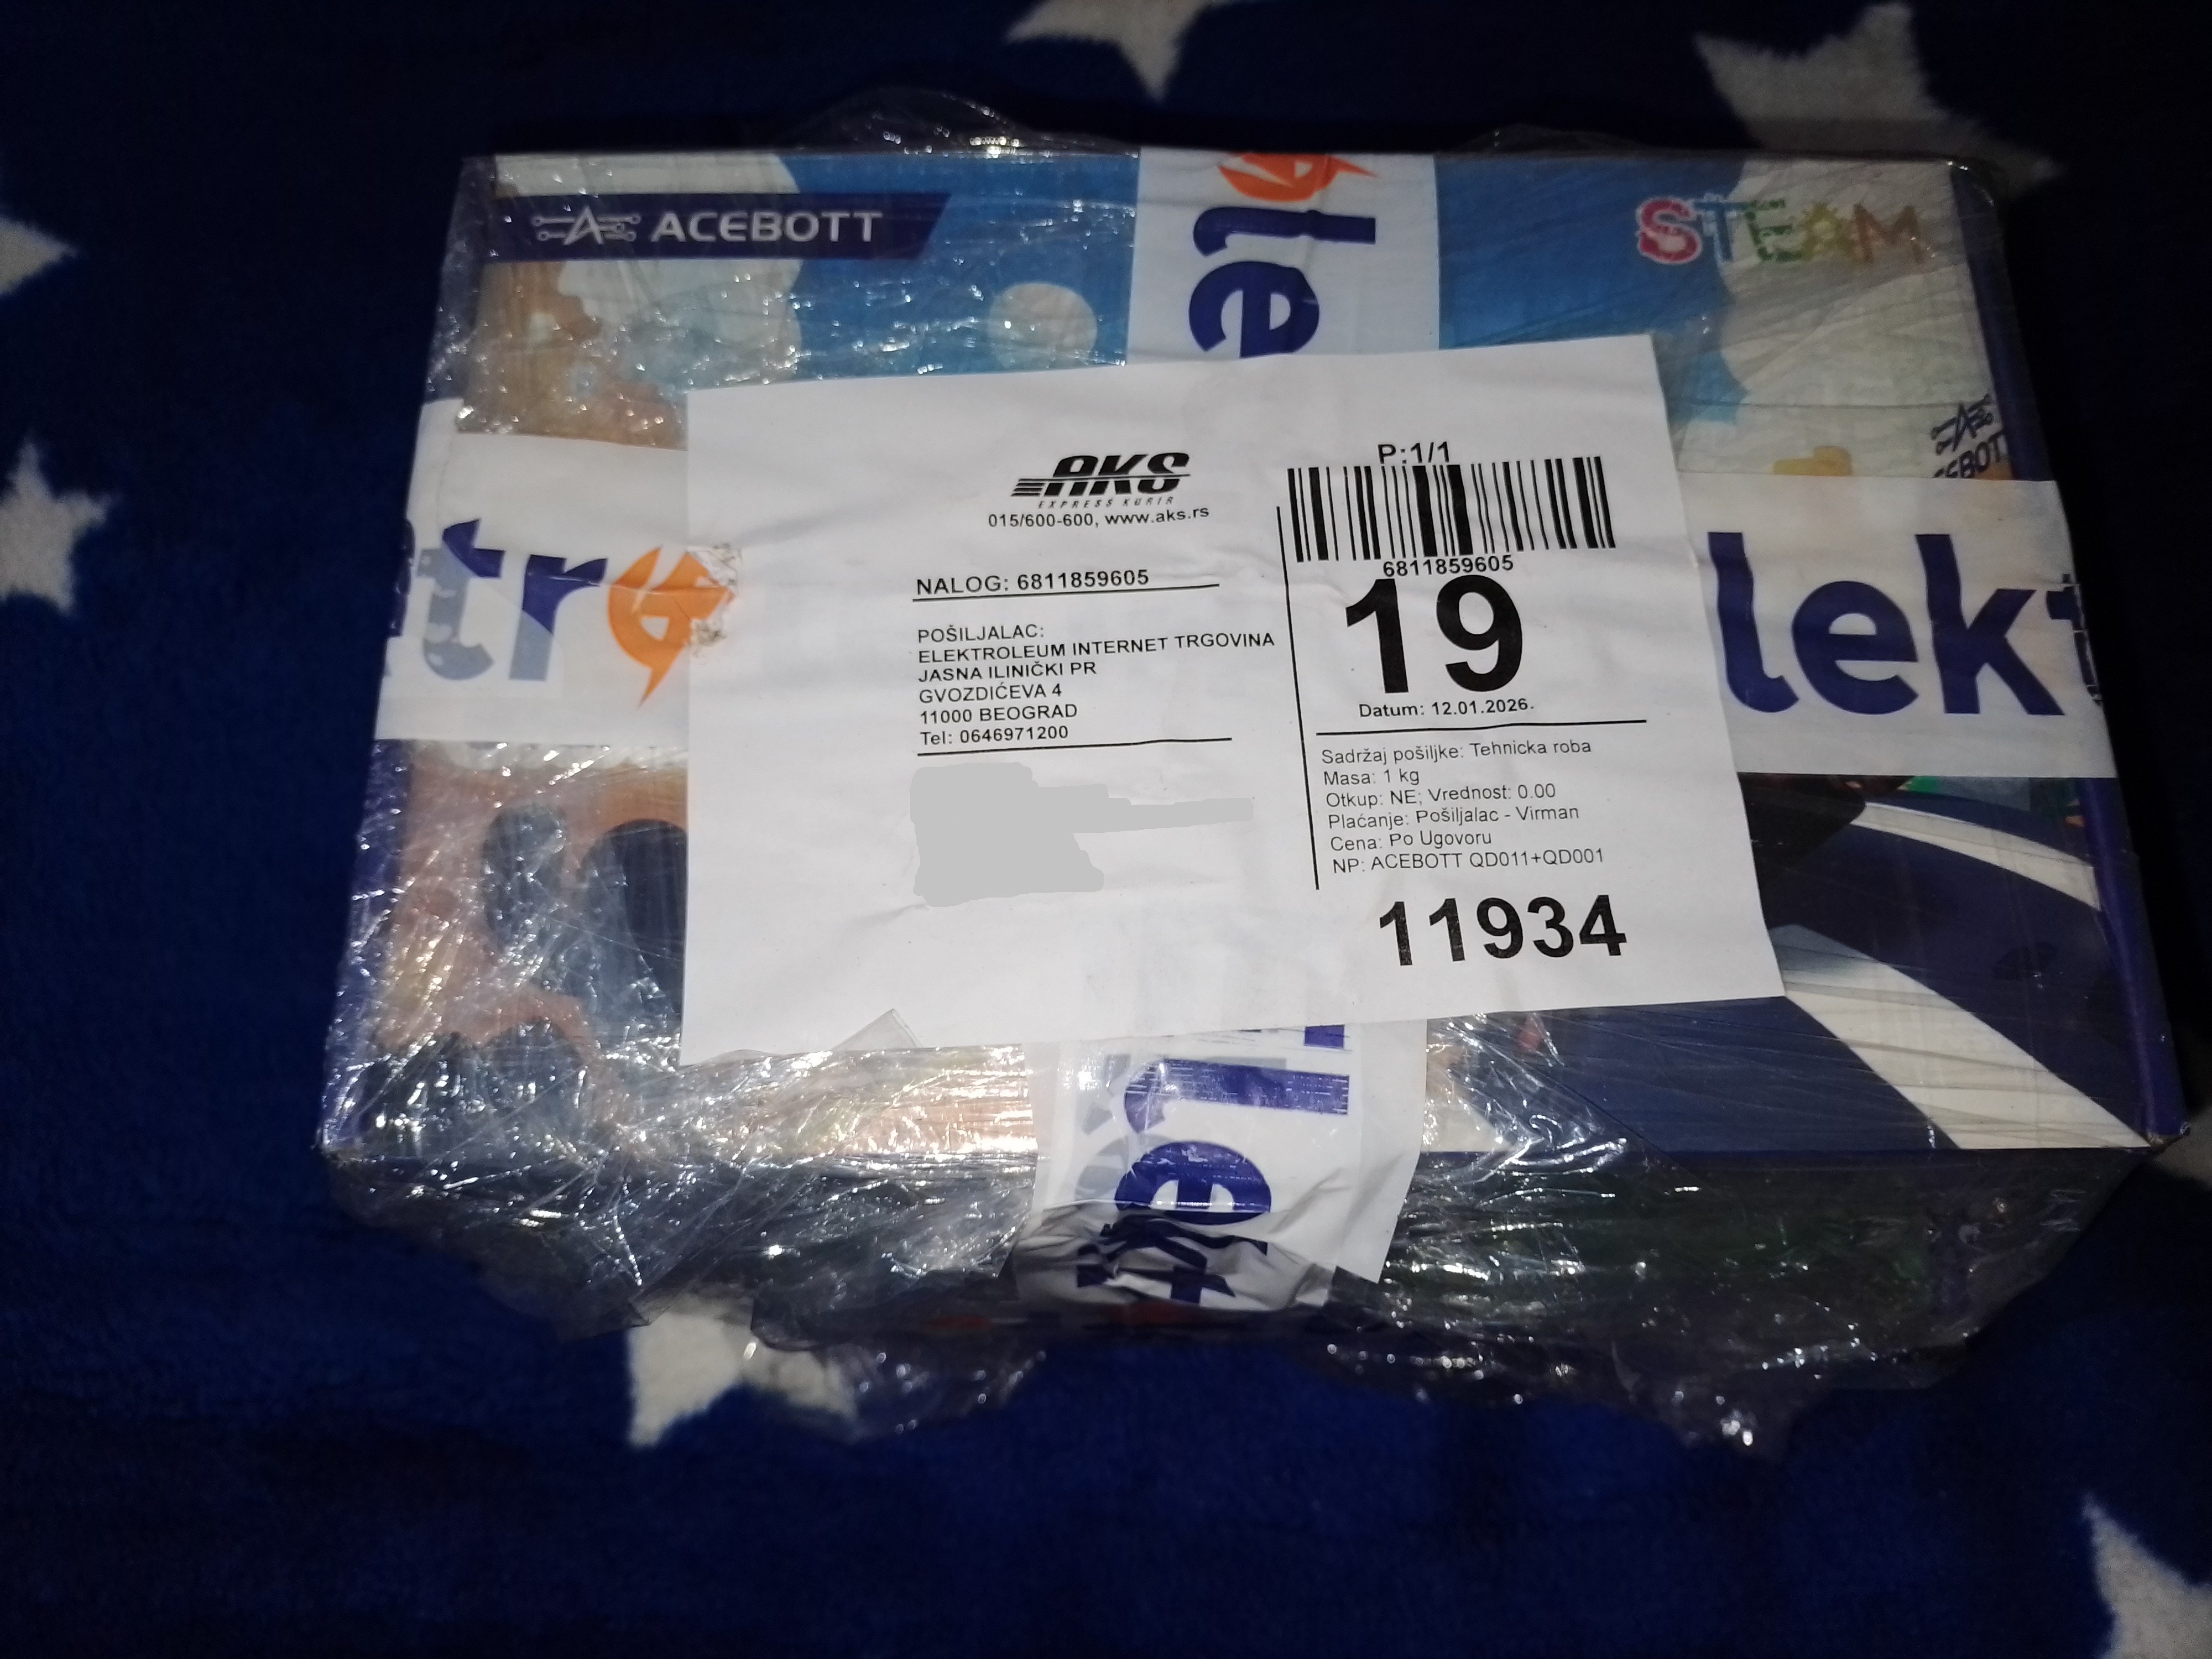 ACEBOTT
STEAM
le
AKS
EXPRESS KURIR
015/600-600, www.aks.rs
NALOG: 6811859605
POŠILJALAC:
ELEKTROLEUM INTERNET TRGOVINA
JASNA ILINIČKI PR
GVOZDIĆEVA 4
11000 BEOGRAD
Tel: 0646971200
P:1/1
6811859605
19
Datum: 12.01.2026.
Sadržaj pošiljke: Tehnicka roba
Masa: 1 kg
Otkup: NE; Vrednost: 0.00
Plaćanje: Pošiljalac - Virman
Cena: Po Ugovoru
NP: ACEBOTT QD011+QD001
11934
tro
lekt
lekt